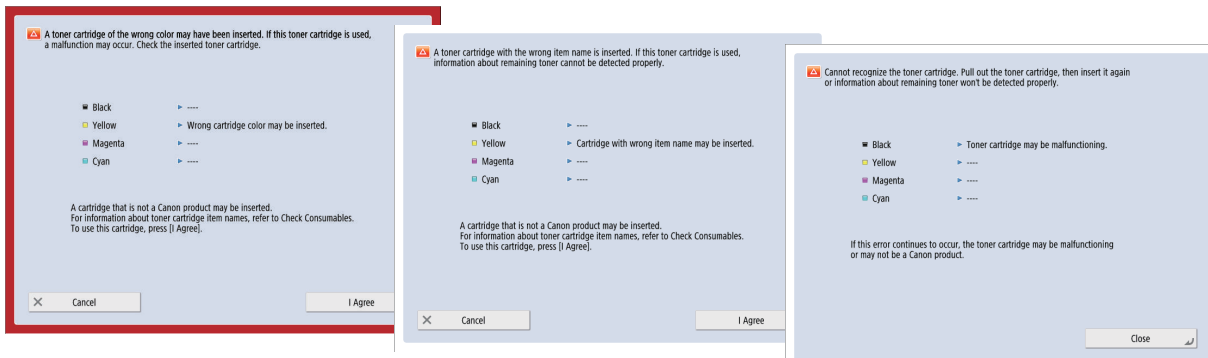 A toner cartridge of the wrong color may have been inserted. If this toner cartridge is used,
a malfunction may occur. Check the inserted toner cartridge.
Black ----
Yellow Wrong cartridge color may be inserted.
Magenta ----
Cyan ----
A cartridge that is not a Canon product may be inserted.
For information about toner cartridge item names, refer to Check Consumables.
To use this cartridge, press [I Agree].
Cancel
I Agree
A toner cartridge with the wrong item name is inserted. If this toner cartridge is used,
information about remaining toner cannot be detected properly.
Black ----
Yellow Cartridge with wrong item name may be inserted.
Magenta ----
Cyan ----
A cartridge that is not a Canon product may be inserted.
For information about toner cartridge item names, refer to Check Consumables.
To use this cartridge, press [I Agree].
Cancel
I Agree
Cannot recognize the toner cartridge. Pull out the toner cartridge, then insert it again
or information about remaining toner won't be detected properly.
Black Toner cartridge may be malfunctioning.
Yellow ----
Magenta ----
Cyan ----
If this error continues to occur, the toner cartridge may be malfunctioning
or may not be a Canon product.
Close